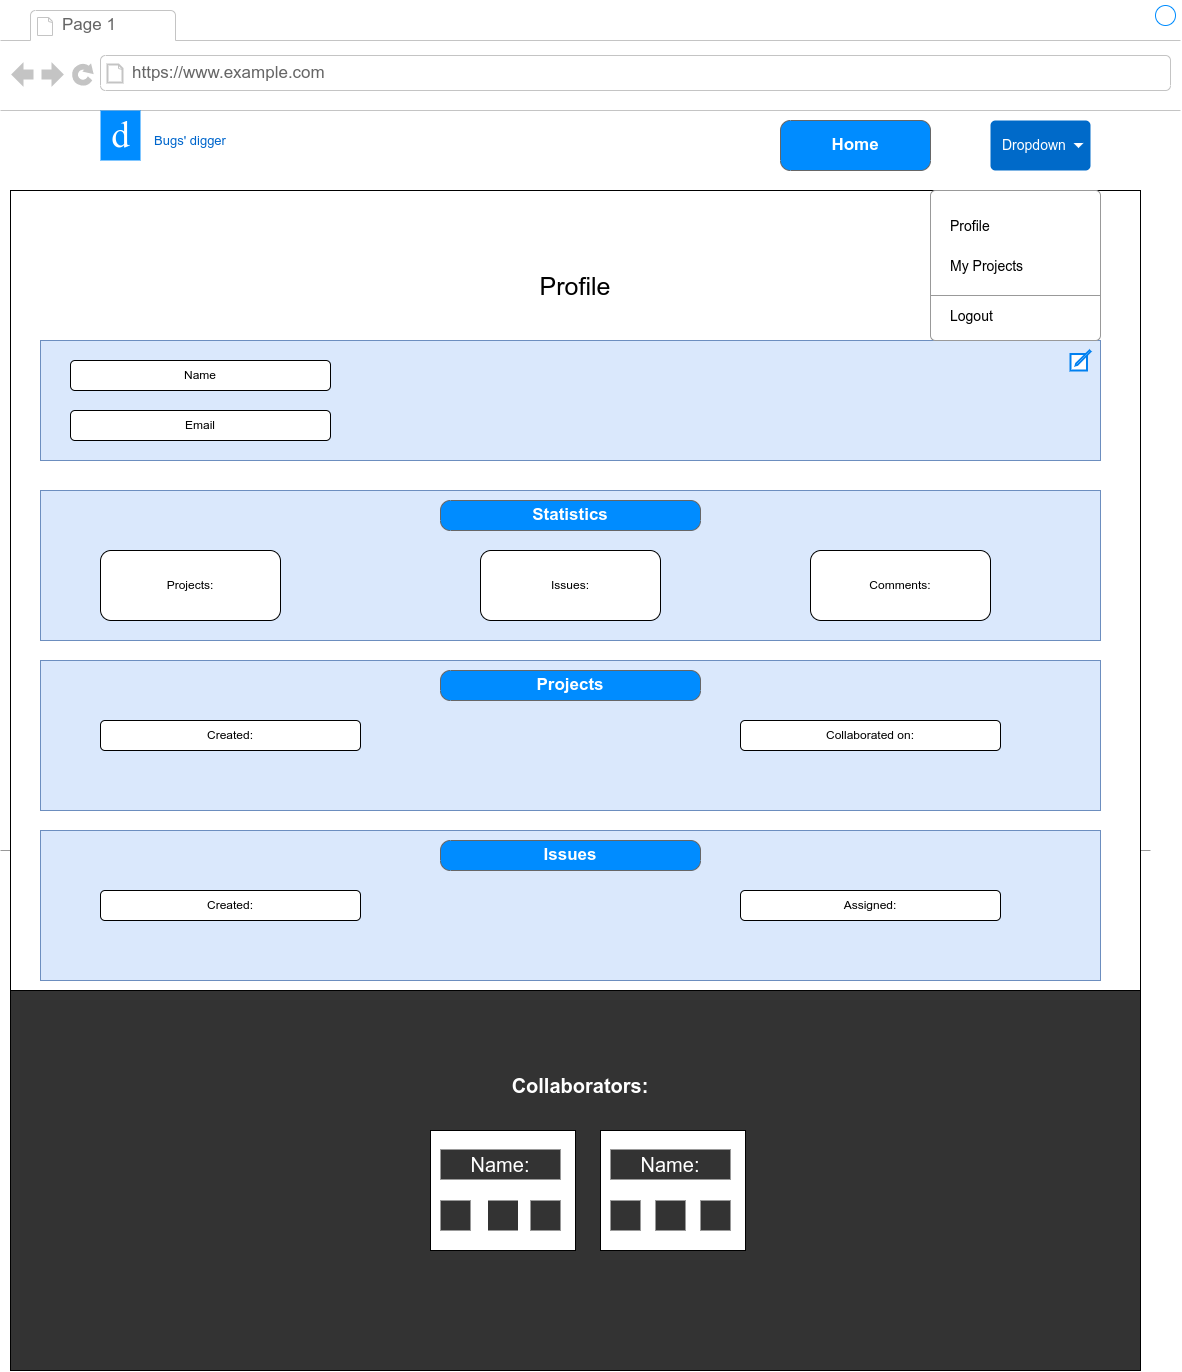 Page 1
https://www.example.com
d
Bugs' digger
Home
Dropdown
Profile
My Projects
Logout
Profile
Name
Email
Statistics
Projects:
Issues:
Comments:
Projects
Created:
Collaborated on:
Issues
Created:
Assigned:
Collaborators:
Name:
Name: